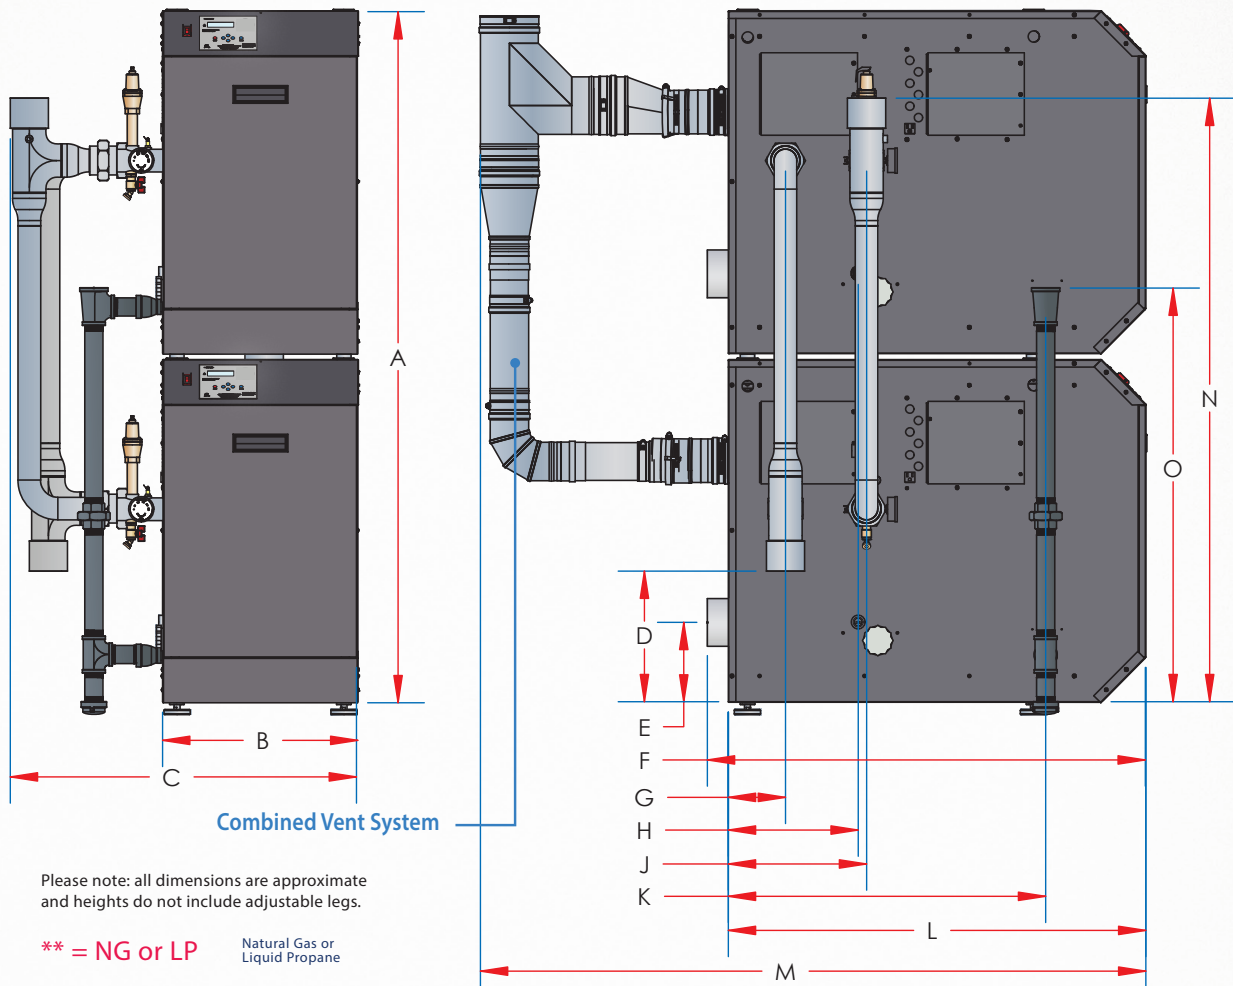 A
B
C
D
E
F
G
H
J
K
L
M
N
O
Combined Vent System
Please note: all dimensions are approximate
and heights do not include adjustable legs.
** = NG or LP
Natural Gas or
Liquid Propane